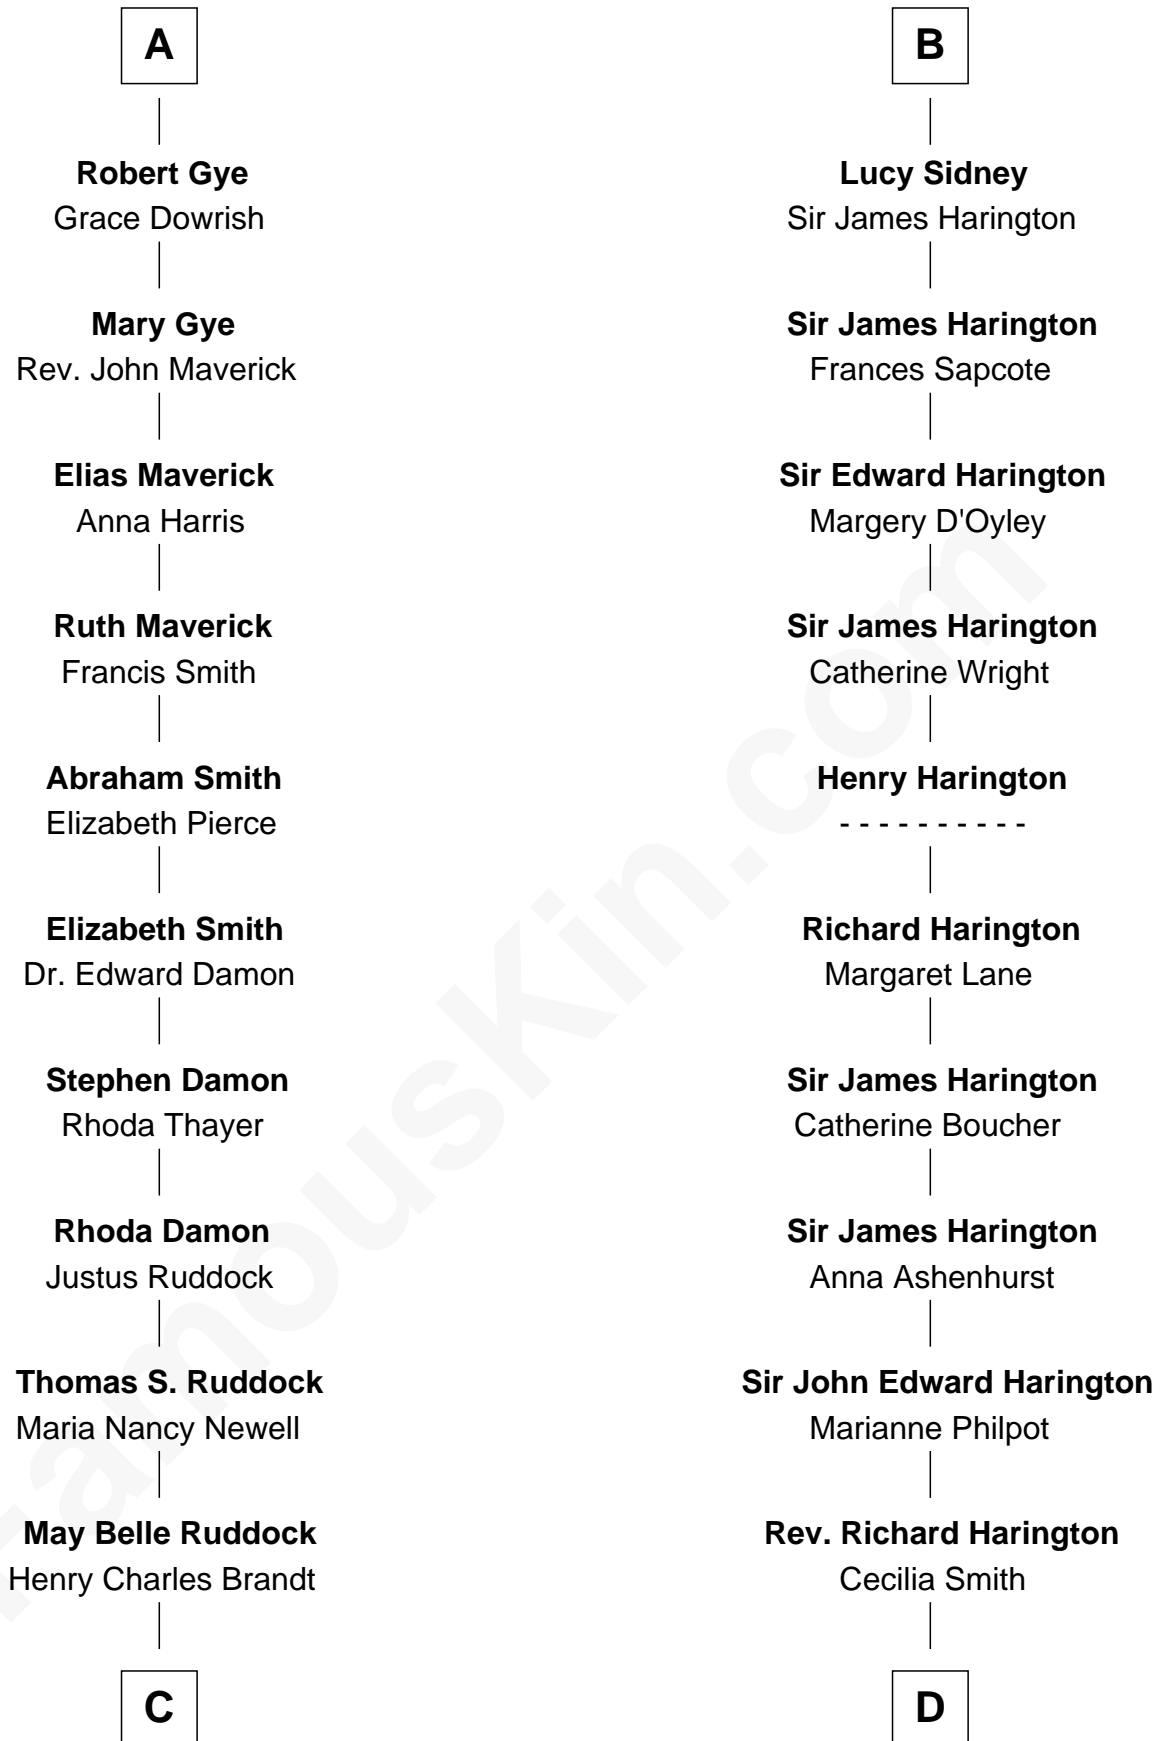 A
Robert Gye
Grace Dowrish
Mary Gye
Rev. John Maverick
Elias Maverick
Anna Harris
Ruth Maverick
Francis Smith
Abraham Smith
Elizabeth Pierce
Elizabeth Smith
Dr. Edward Damon
Stephen Damon
Rhoda Thayer
Rhoda Damon
Justus Ruddock
Thomas S. Ruddock
Maria Nancy Newell
May Belle Ruddock
Henry Charles Brandt
C
B
Lucy Sidney
Sir James Harington
Sir James Harington
Frances Sapcote
Sir Edward Harington
Margery D'Oyley
Sir James Harington
Catherine Wright
Henry Harington
- - - - - - - - - -
Richard Harington
Margaret Lane
Sir James Harington
Catherine Boucher
Sir James Harington
Anna Ashenhurst
Sir John Edward Harington
Marianne Philpot
Rev. Richard Harington
Cecilia Smith
D
FamousKin.com